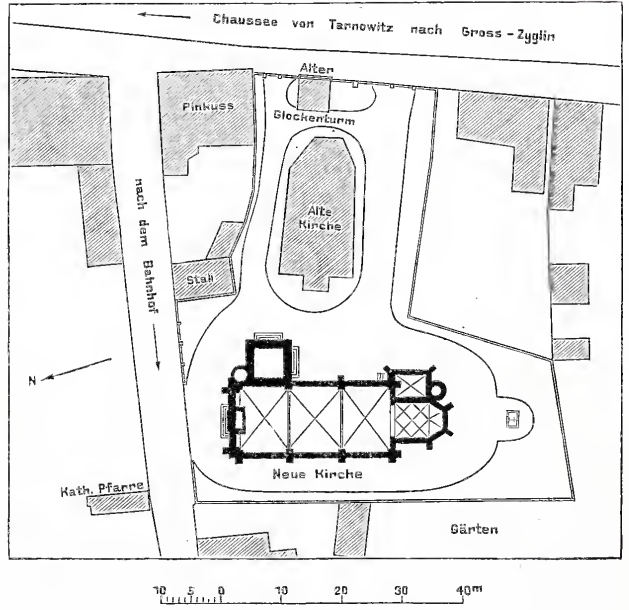 Chaussee von Tarnowitz nach Gross-Zyglin
Alter
Glockenturm
Pinkuss
Alte
Kirche
nach dem Bahnhof
Stall
N
Neue Kirche
Kath. Pfarre
Gärten
10 5 0 10 20 30 40m